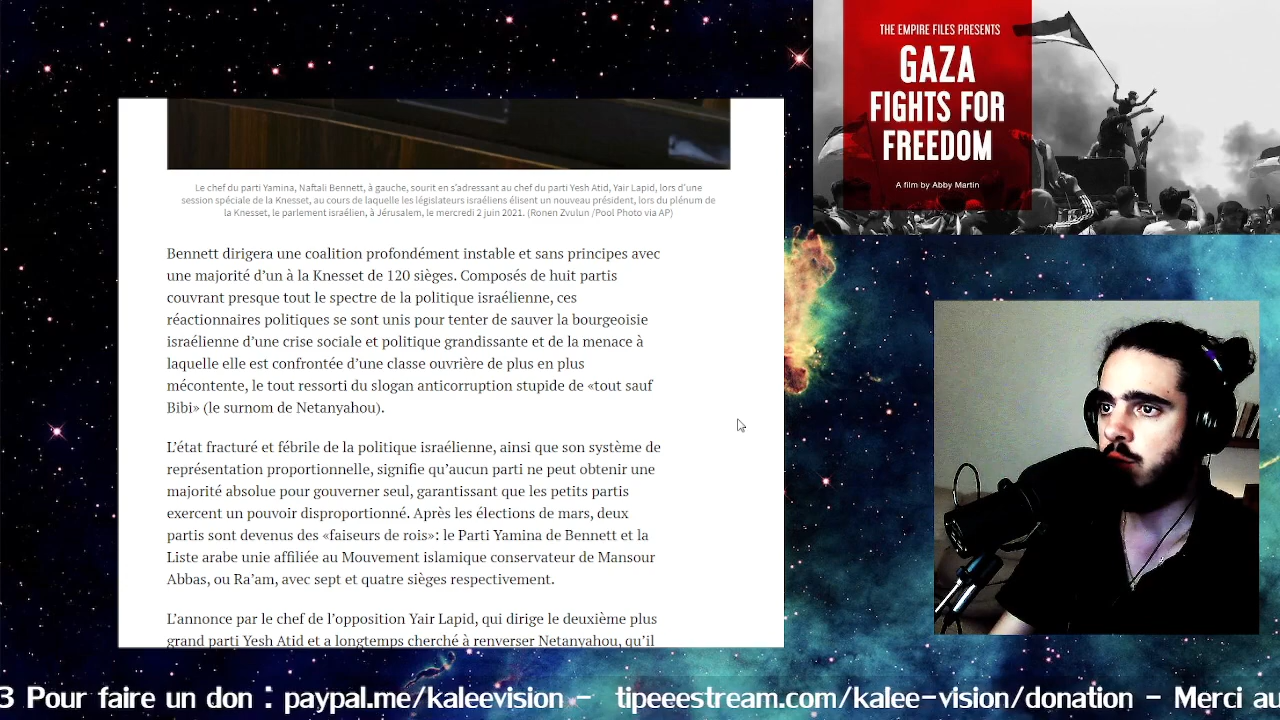 THE EMPIRE FILES PRESENTS
GAZA
FIGHTS FOR
FREEDOM
A film by Abby Martin
Le chef du parti Yamina, Naftali Bennett, à gauche, sourit en s'adressant au chef du parti Yesh Atid, Yair Lapid, lors d'une
session spéciale de la Knesset, au cours de laquelle les législateurs israéliens élisent un nouveau président, lors du plénum de
la Knesset, le parlement israélien, à Jérusalem, le mercredi 2 juin 2021. (Ronen Zvulun /Pool Photo via AP)
Bennett dirigera une coalition profondément instable et sans principes avec
une majorité d'un à la Knesset de 120 sièges. Composés de huit partis
couvrant presque tout le spectre de la politique israélienne, ces
réactionnaires politiques se sont unis pour tenter de sauver la bourgeoisie
israélienne d'une crise sociale et politique grandissante et de la menace à
laquelle elle est confrontée d'une classe ouvrière de plus en plus
mécontente, le tout ressorti du slogan anticorruption stupide de «tout sauf
Bibi» (le surnom de Netanyahou).
L'état fracturé et fébrile de la politique israélienne, ainsi que son système de
représentation proportionnelle, signifie qu'aucun parti ne peut obtenir une
majorité absolue pour gouverner seul, garantissant que les petits partis
exercent un pouvoir disproportionné. Après les élections de mars, deux
partis sont devenus des «faiseurs de rois»: le Parti Yamina de Bennett et la
Liste arabe unie affiliée au Mouvement islamique conservateur de Mansour
Abbas, ou Ra'am, avec sept et quatre sièges respectivement.
L'annonce par le chef de l'opposition Yair Lapid, qui dirige le deuxième plus
grand parti Yesh Atid et a longtemps cherché à renverser Netanyahou, qu'il
3 Pour faire un don : paypal.me/kaleevision - tipeeestream.com/kalee-vision/donation - Merci au